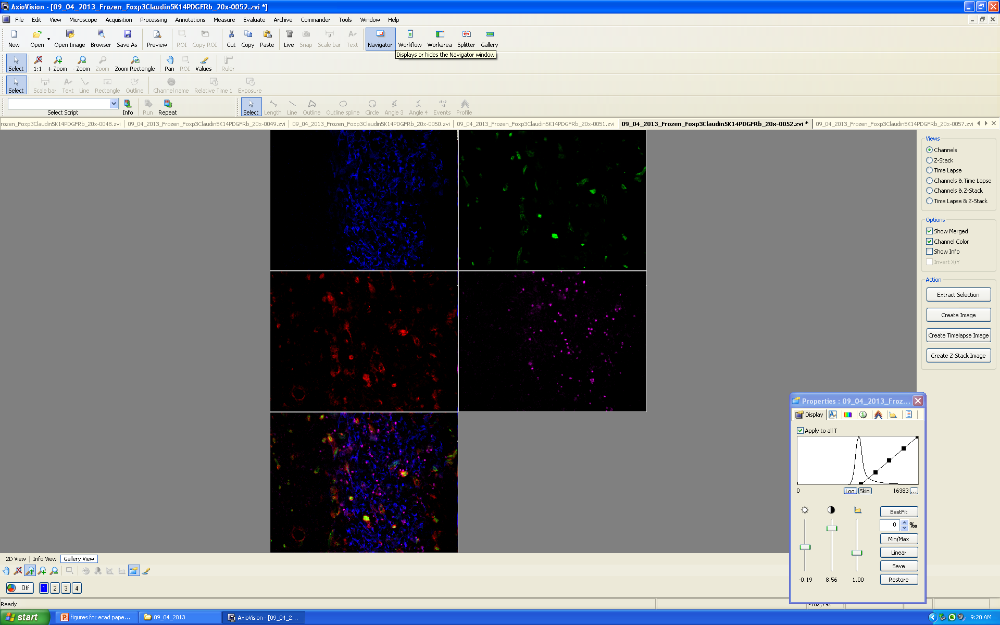 AxioVision - [09_04_2013_Frozen_Foxp3Claudin5K14PDGFRb_20x-0052.zvi *]
File Edit View Microscope Acquisition Processing Annotations Measure Evaluate Archive Commander Tools Window Help
New Open Open Image Browser Save As Preview ROI Copy ROI Cut Copy Paste Live Snap Scale bar Text Navigator Workflow Workarea Splitter Gallery
Displays or hides the Navigator window
Select 1:1 + Zoom - Zoom Zoom Zoom Rectangle Pan ROI Values Ruler
Select Scale bar Text Line Rectangle Outline Channel name Relative Time 1 Exposure
Select Script Info Run Repeat Select Length Line Outline Outline spline Circle Angle 3 Angle 4 Events Profile
rozen_Foxp3Claudin5K14PDGFRb_20x-0048.zvi 09_04_2013_Frozen_Foxp3Claudin5K14PDGFRb_20x-0049.zvi 09_04_2013_Frozen_Foxp3Claudin5K14PDGFRb_20x-0050.zvi 09_04_2013_Frozen_Foxp3Claudin5K14PDGFRb_20x-0051.zvi 09_04_2013_Frozen_Foxp3Claudin5K14PDGFRb_20x-0052.zvi * 09_04_2013_Frozen_Foxp3Claudin5K14PDGFRb_20x-0057.zvi
Views
Channels
Z-Stack
Time Lapse
Channels & Time Lapse
Channels & Z-Stack
Time Lapse & Z-Stack
Options
Show Merged
Channel Color
Show Info
Invert X/Y
Action
Extract Selection
Create Image
Create Timelapse Image
Create Z-Stack Image
Properties : 09_04_2013_Froz...
Display
Apply to all T
0 Log Skip 16383 ...
BestFit
0 ‰
Min/Max
Linear
Save
-0.19 8.56 1.00 Restore
2D View Info View Gallery View
Off 1 2 3 4
Ready
start figures for ecad pape... 09_04_2013 AxioVision - [09_04_2... 9:20 AM